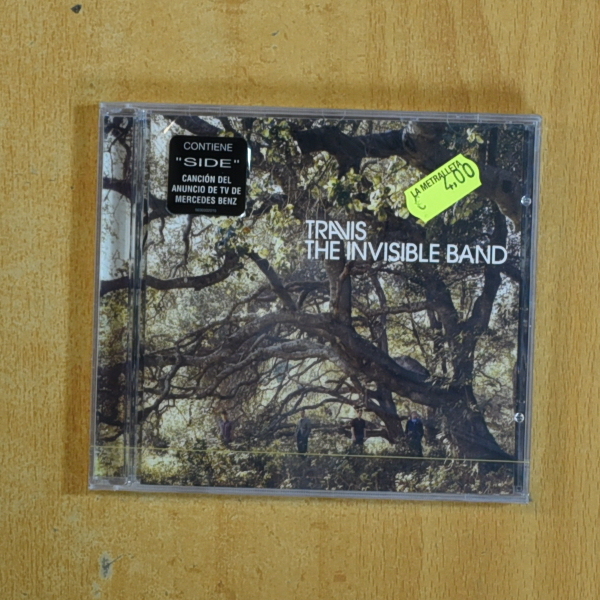 CONTIENE
"SIDE"
CANCIÓN DEL
ANUNCIO DE TV DE
MERCEDES BENZ
LA METRALLETA
€ 4,00
TRAVIS
THE INVISIBLE BAND